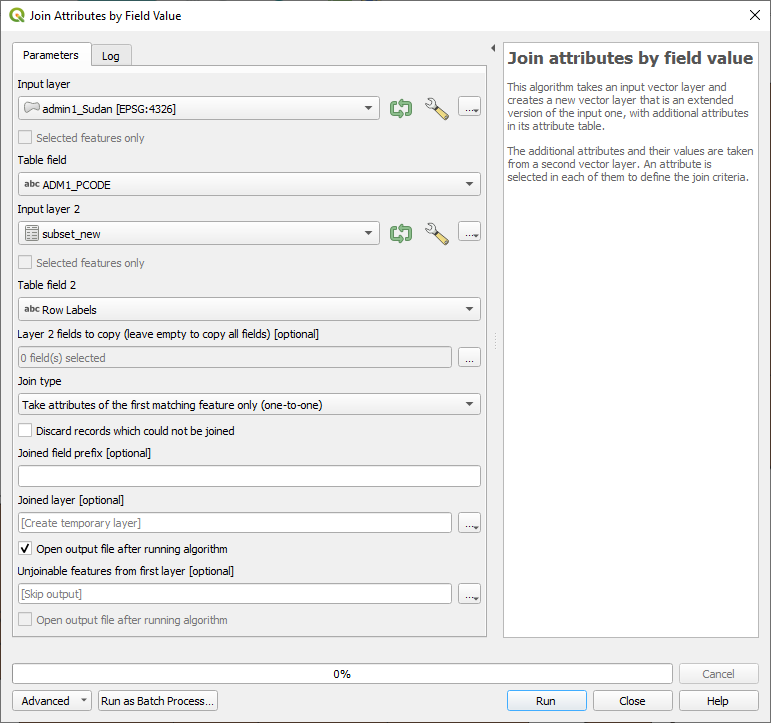 Join Attributes by Field Value
Parameters
Log
Input layer
admin1_Sudan [EPSG:4326]
...
Selected features only
Table field
abc ADM1_PCODE
Input layer 2
subset_new
...
Selected features only
Table field 2
abc Row Labels
Layer 2 fields to copy (leave empty to copy all fields) [optional]
0 field(s) selected
...
Join type
Take attributes of the first matching feature only (one-to-one)
Discard records which could not be joined
Joined field prefix [optional]
Joined layer [optional]
[Create temporary layer]
...
Open output file after running algorithm
Unjoinable features from first layer [optional]
[Skip output]
...
Open output file after running algorithm
Join attributes by field value
This algorithm takes an input vector layer and
creates a new vector layer that is an extended
version of the input one, with additional attributes
in its attribute table.
The additional attributes and their values are taken
from a second vector layer. An attribute is
selected in each of them to define the join criteria.
0%
Cancel
Advanced
Run as Batch Process...
Run
Close
Help